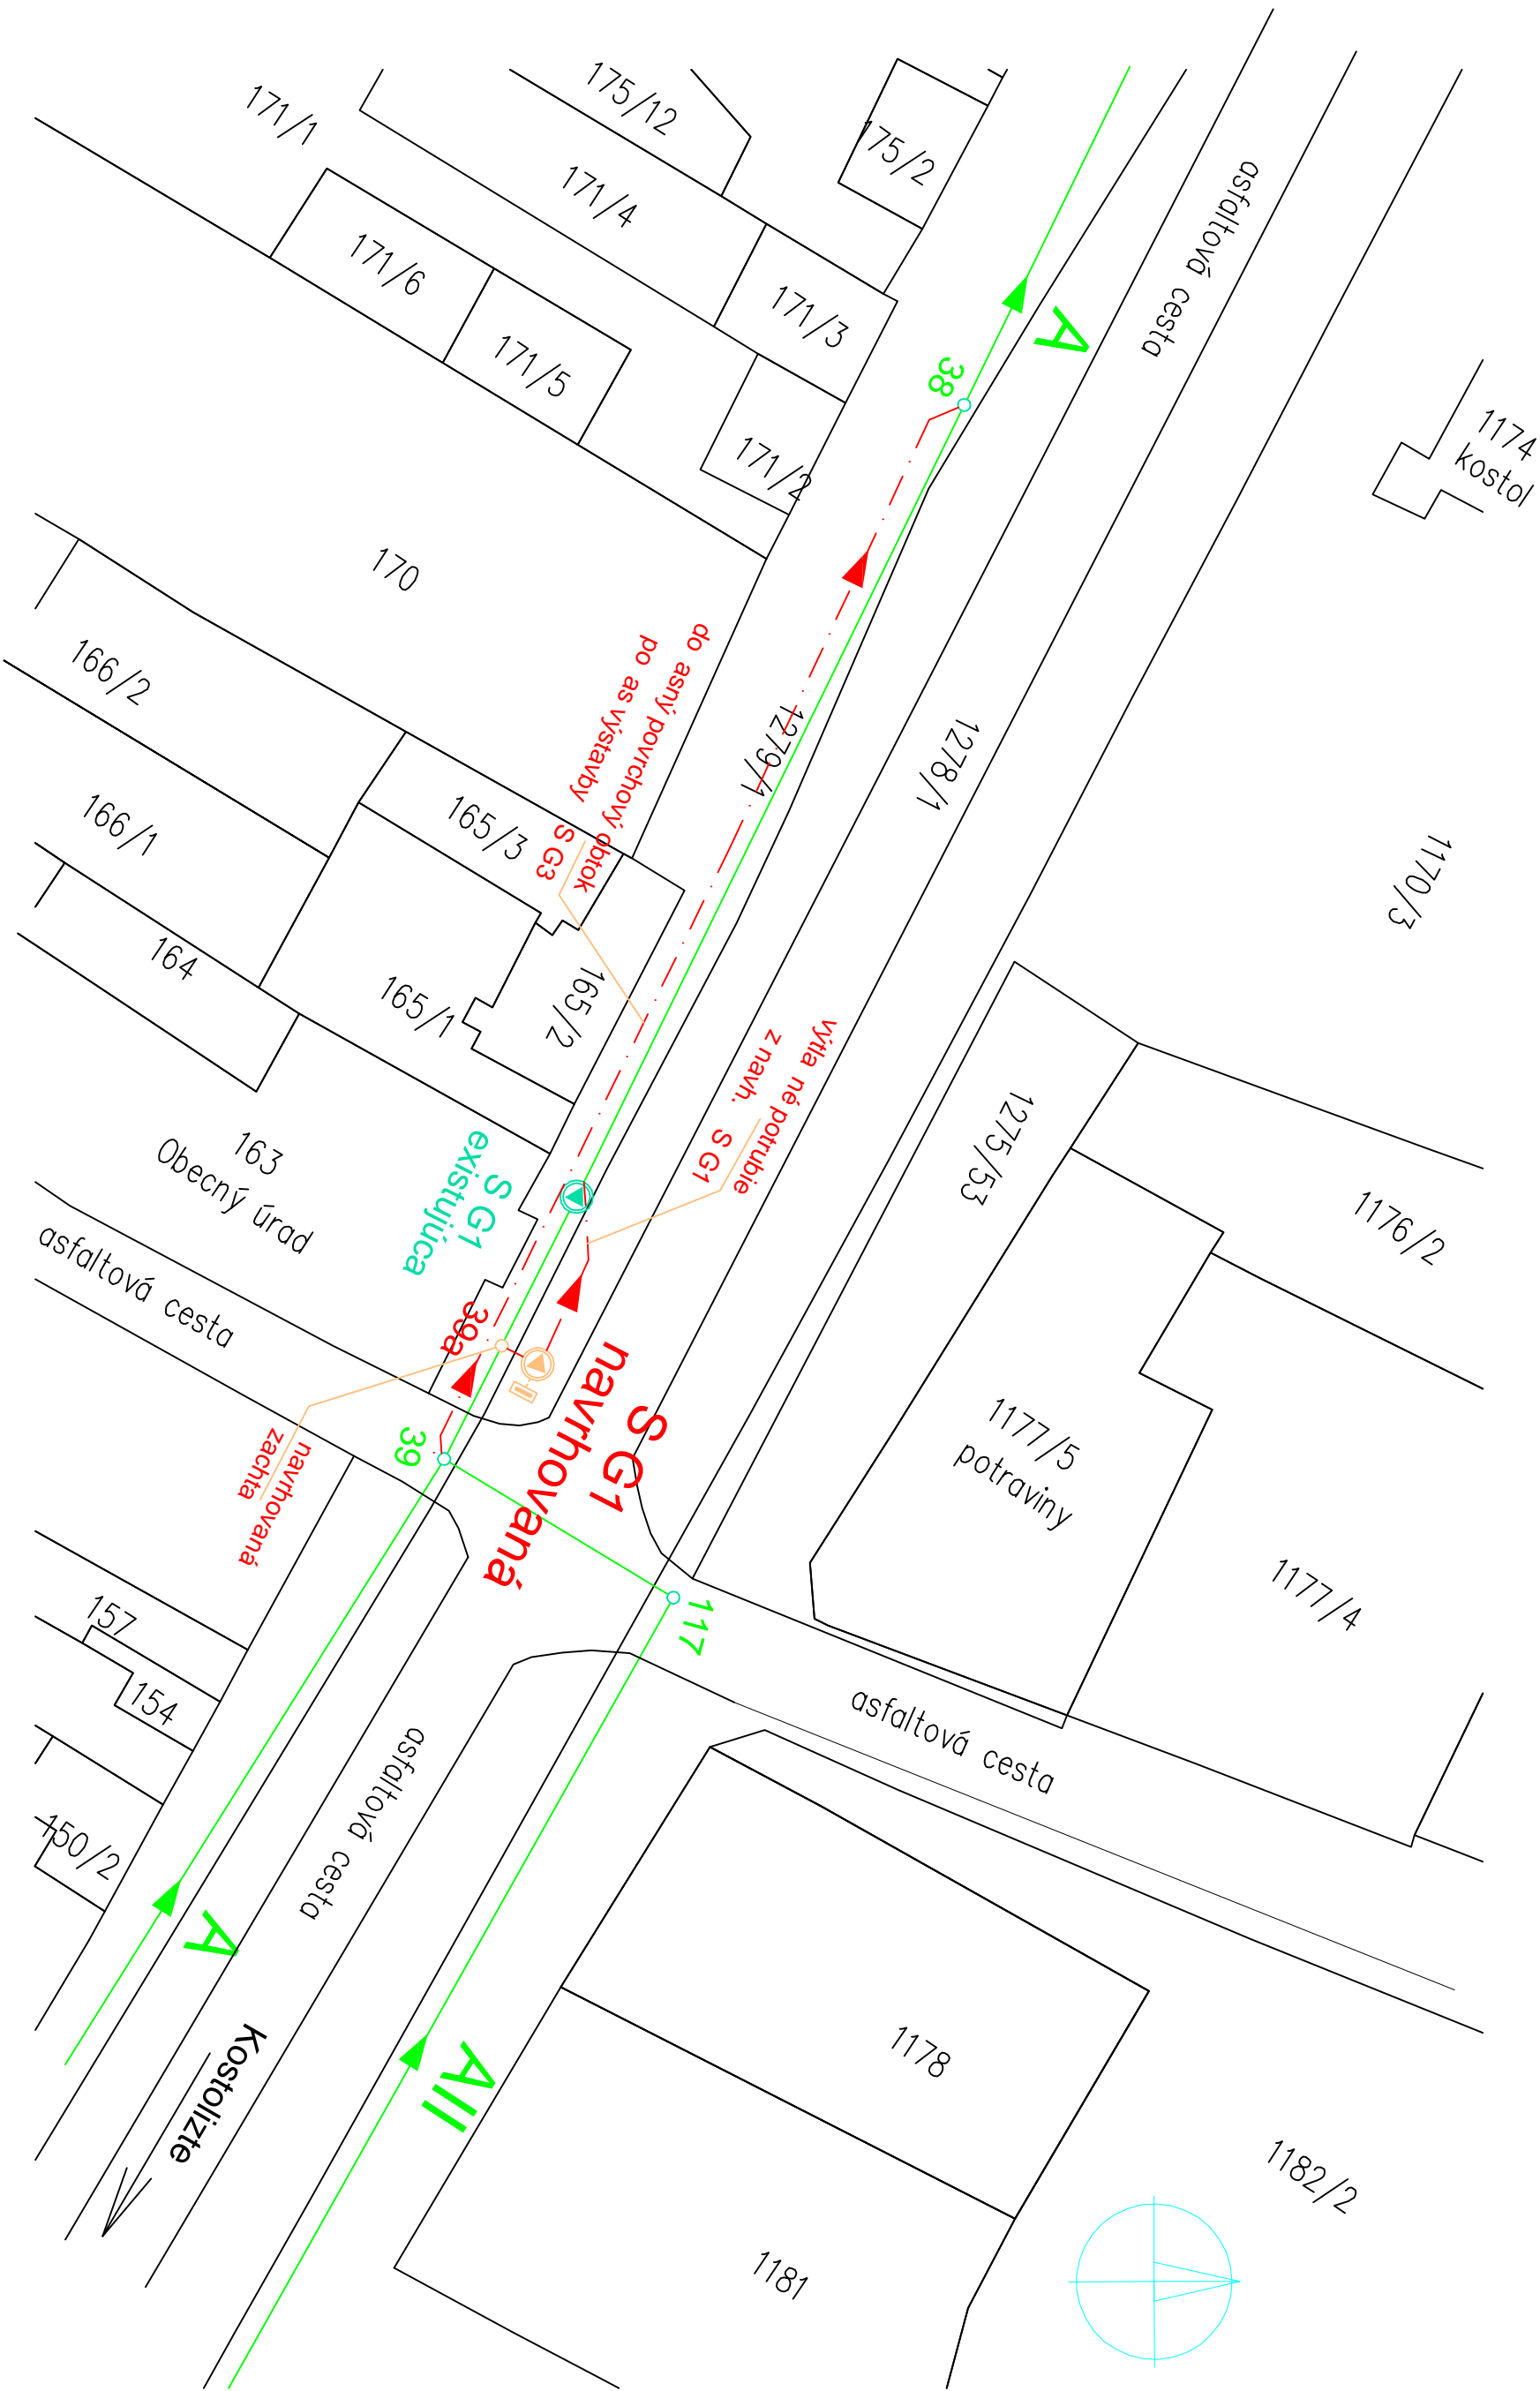 171/1
175/12
175/2
171/4
asfaltová cesta
171/6
171/3
A
171/5
38
171/2
1174
kostol
170
do asný povrchový obtok
po as výstavby
S G3
166/2
1279/1
1278/1
166/1
165/3
1170/3
164
165/1
165/2
výtla né potrubie
z navh. S G1
1275/53
163
Obecný úrad
S G1
existujúca
1176/2
asfaltová cesta
39a
S G1
navrhovaná
39
1177/5
potraviny
navrhovaná
zachta
1177/4
157
117
154
asfaltová cesta
asfaltová cesta
150/2
A
Kostolizte
AII
1178
1182/2
1181